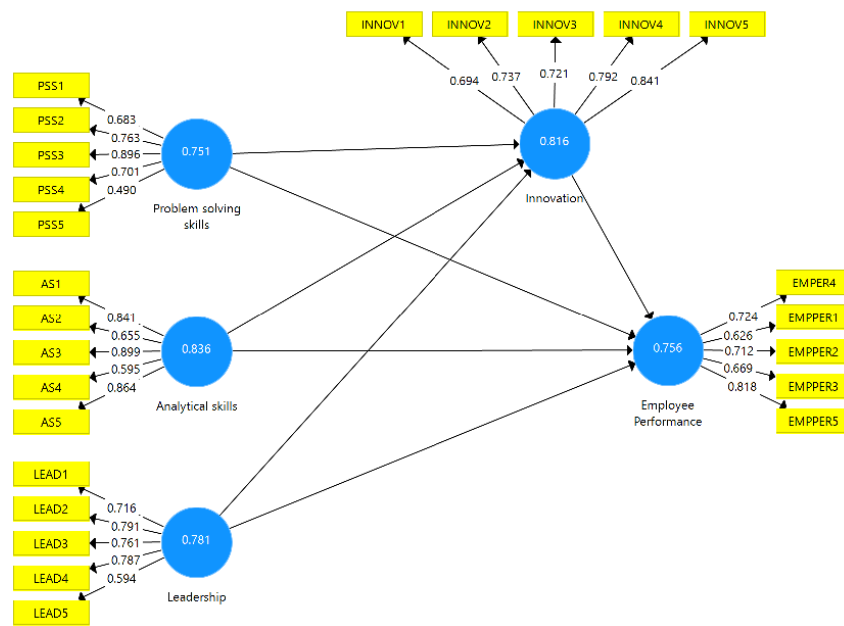 INNOV1
INNOV2
INNOV3
INNOV4
INNOV5
0.694
0.737
0.721
0.792
0.841
0.816
Innovation
PSS1
PSS2
PSS3
PSS4
PSS5
0.683
0.763
0.896
0.701
0.490
0.751
Problem solving
skills
AS1
AS2
AS3
AS4
AS5
0.841
0.655
0.899
0.595
0.864
0.836
Analytical skills
LEAD1
LEAD2
LEAD3
LEAD4
LEAD5
0.716
0.791
0.761
0.787
0.594
0.781
Leadership
0.756
Employee
Performance
0.724
0.626
0.712
0.669
0.818
EMPER4
EMPPER1
EMPPER2
EMPPER3
EMPPER5